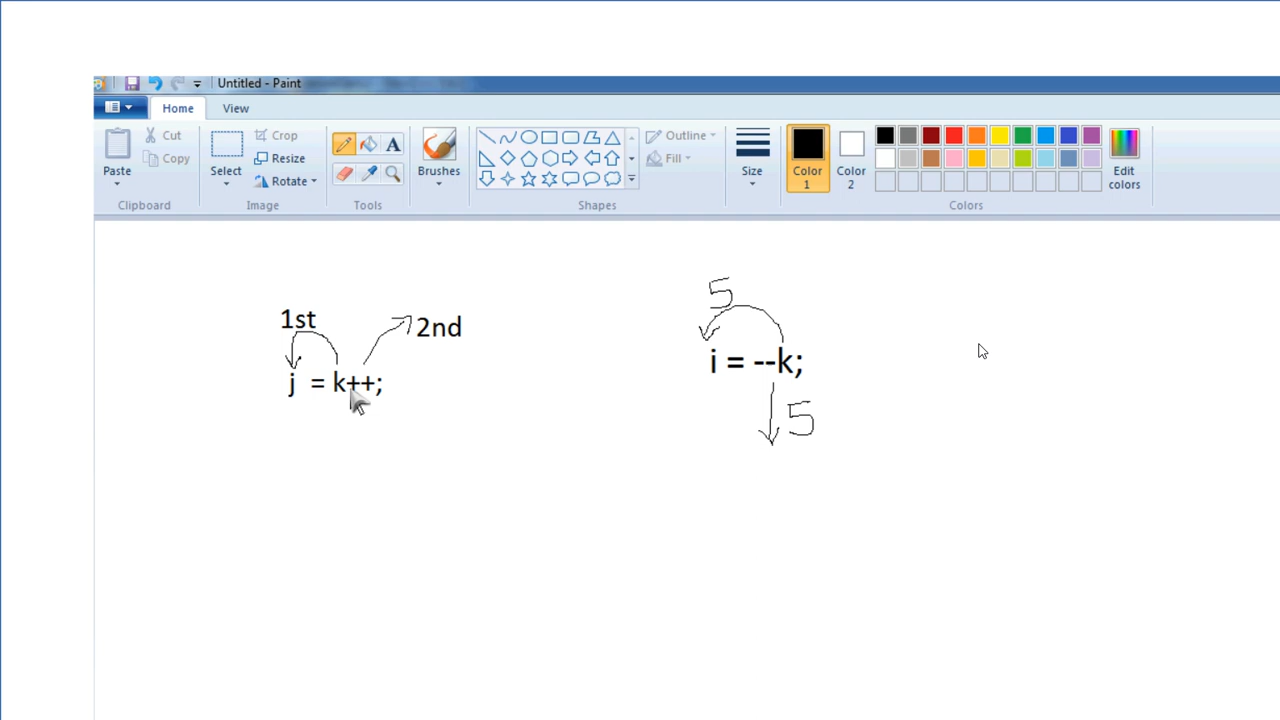 Untitled - Paint
Home View
Paste
Cut
Copy
Clipboard
Select
Crop
Resize
Rotate
Image
A
Tools
Brushes
Outline
Fill
Shapes
Size
Color 1
Color 2
Edit colors
Colors
1st
2nd
j = k++;
5
i = --k;
5